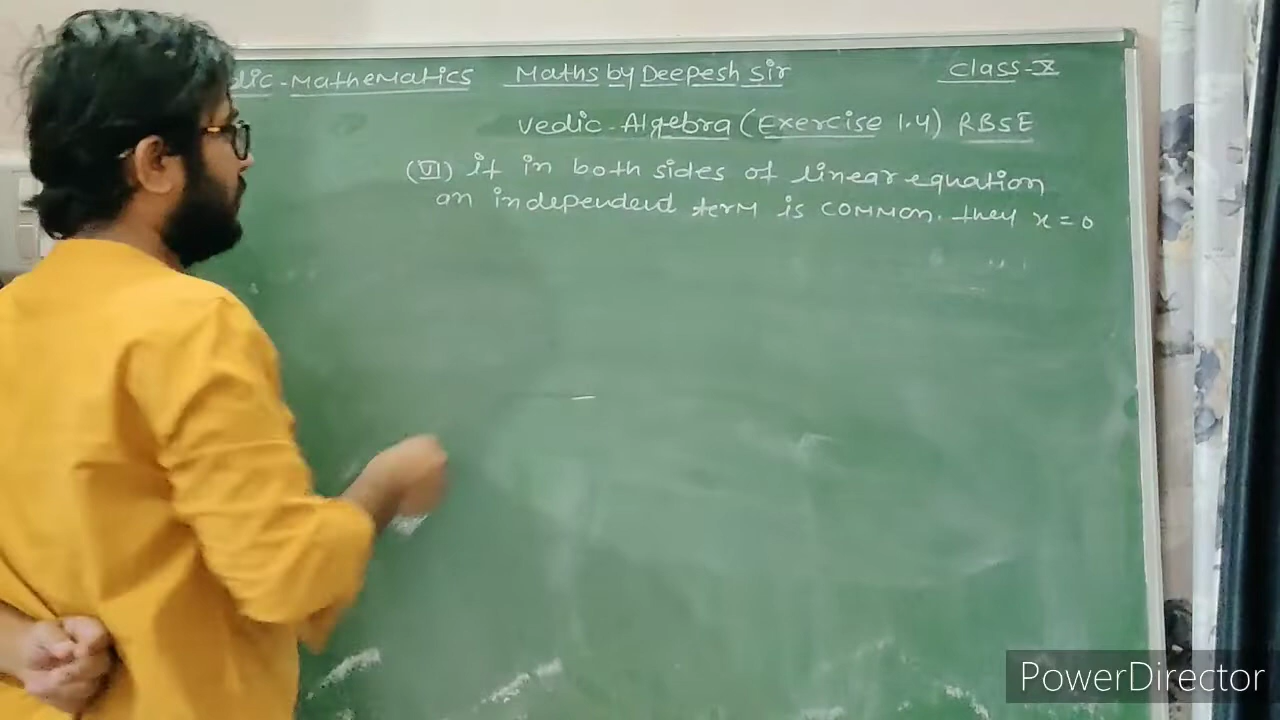 dic-Mathematics Maths by Deepesh sir class-X
Vedic-Algebra (Exercise 1.4) RBSE
(VI) if in both sides of linear equation
an independent term is common. they x = 0
PowerDirector